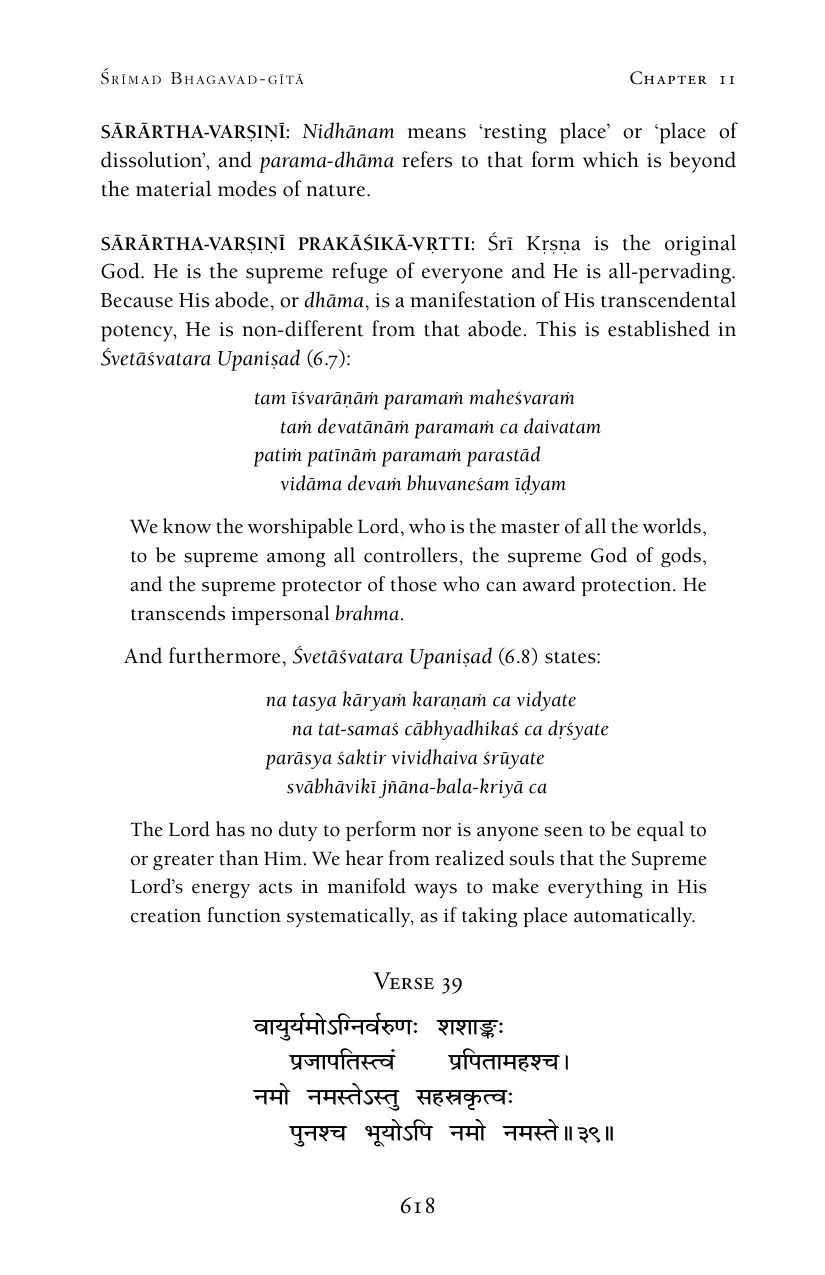 Śrīmad Bhagavad-gītā Chapter 11
SĀRĀRTHA-VARṢIṆĪ: Nidhānam means ‘resting place’ or ‘place of
dissolution’, and parama-dhāma refers to that form which is beyond
the material modes of nature.
SĀRĀRTHA-VARṢIṆĪ PRAKĀŚIKĀ-VṚTTI: Śrī Kṛṣṇa is the original
God. He is the supreme refuge of everyone and He is all-pervading.
Because His abode, or dhāma, is a manifestation of His transcendental
potency, He is non-different from that abode. This is established in
Śvetāśvatara Upaniṣad (6.7):
tam īśvarāṇāṁ paramaṁ maheśvaraṁ
taṁ devatānāṁ paramaṁ ca daivatam
patiṁ patīnāṁ paramaṁ parastād
vidāma devaṁ bhuvaneśam īḍyam
We know the worshipable Lord, who is the master of all the worlds,
to be supreme among all controllers, the supreme God of gods,
and the supreme protector of those who can award protection. He
transcends impersonal brahma.
And furthermore, Śvetāśvatara Upaniṣad (6.8) states:
na tasya kāryaṁ karaṇaṁ ca vidyate
na tat-samaś cābhyadhikaś ca dṛśyate
parāsya śaktir vividhaiva śrūyate
svābhāvikī jñāna-bala-kriyā ca
The Lord has no duty to perform nor is anyone seen to be equal to
or greater than Him. We hear from realized souls that the Supreme
Lord’s energy acts in manifold ways to make everything in His
creation function systematically, as if taking place automatically.
Verse 39
वायुर्यमोऽग्निर्वरुणः शशाङ्कः
प्रजापतिस्त्वं प्रपितामहश्च।
नमो नमस्तेऽस्तु सहस्रकृत्वः
पुनश्च भूयोऽपि नमो नमस्ते॥३९॥
618